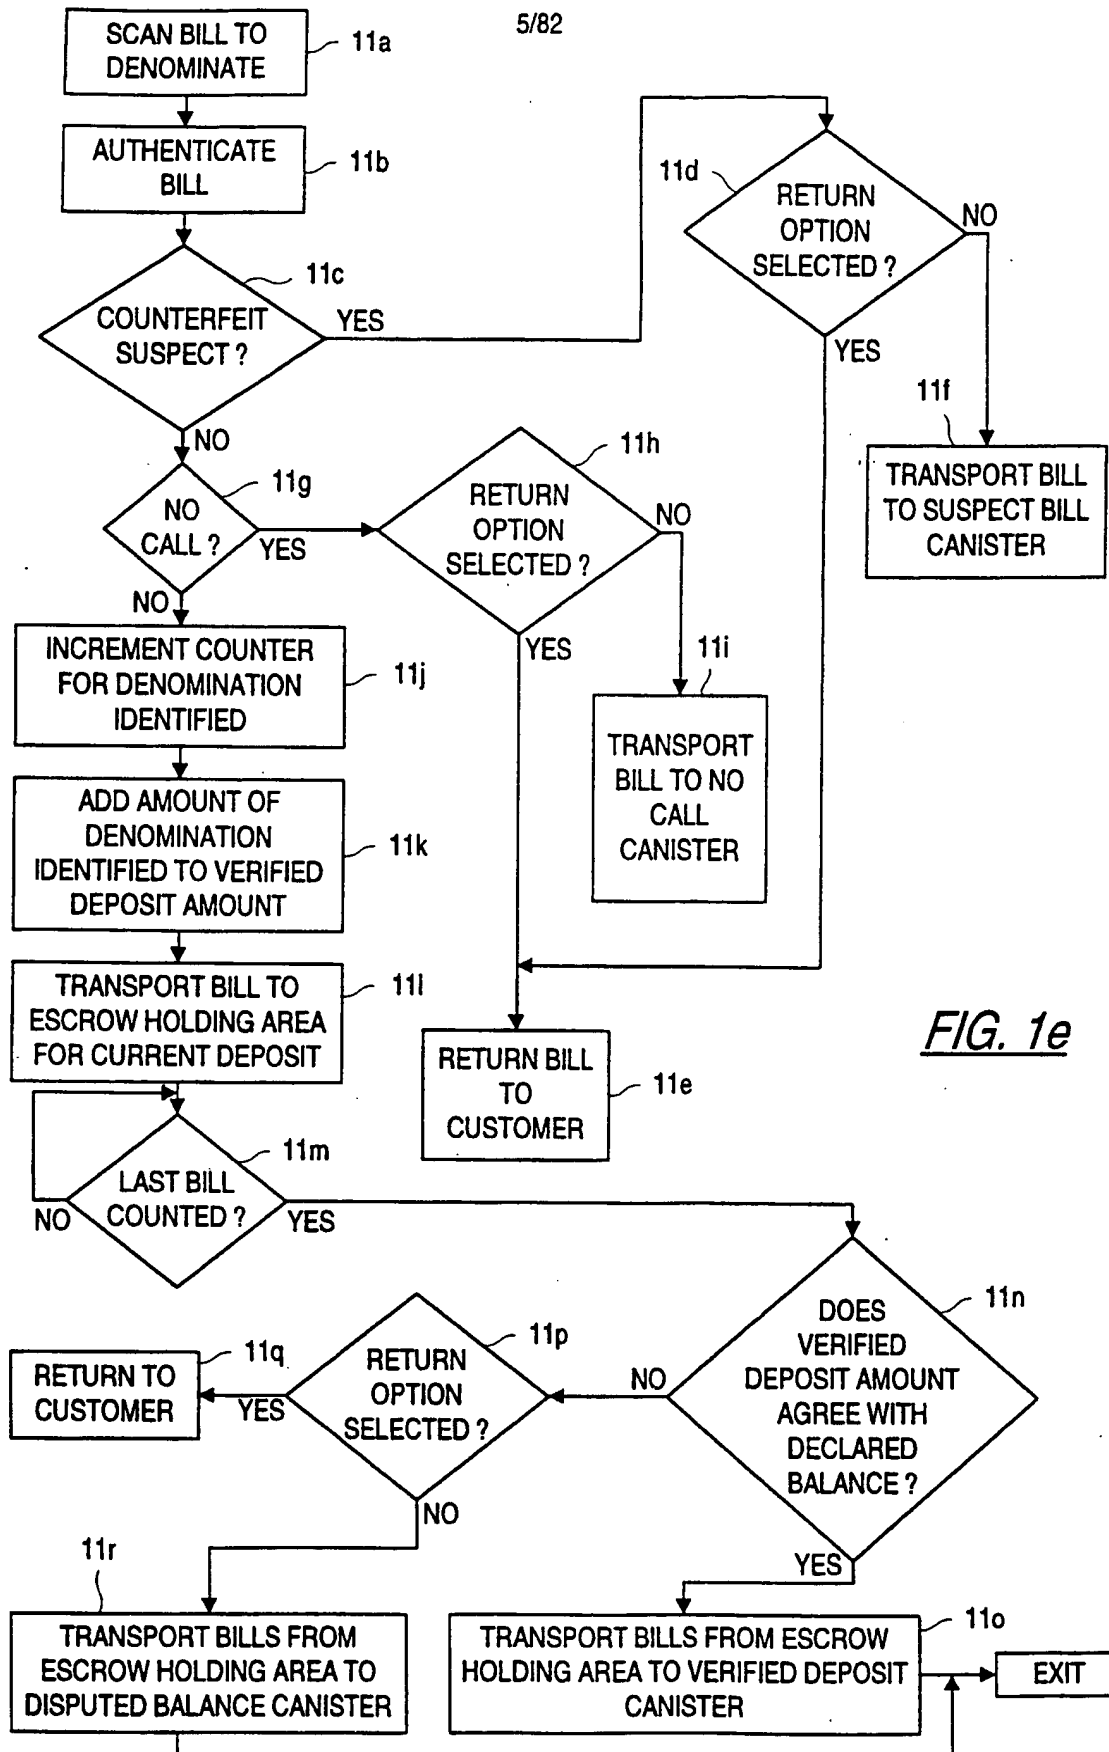 5/82
SCAN BILL TO
DENOMINATE
11a
AUTHENTICATE
BILL
11b
COUNTERFEIT
SUSPECT ?
11c
YES
NO
RETURN
OPTION
SELECTED ?
11d
NO
YES
11f
TRANSPORT BILL
TO SUSPECT BILL
CANISTER
NO
CALL ?
11g
YES
NO
RETURN
OPTION
SELECTED ?
11h
NO
YES
11i
TRANSPORT
BILL TO NO
CALL
CANISTER
INCREMENT COUNTER
FOR DENOMINATION
IDENTIFIED
11j
ADD AMOUNT OF
DENOMINATION
IDENTIFIED TO VERIFIED
DEPOSIT AMOUNT
11k
TRANSPORT BILL TO
ESCROW HOLDING AREA
FOR CURRENT DEPOSIT
11l
RETURN BILL
TO
CUSTOMER
11e
FIG. 1e
LAST BILL
COUNTED ?
11m
NO
YES
DOES
VERIFIED
DEPOSIT AMOUNT
AGREE WITH
DECLARED
BALANCE ?
11n
NO
YES
RETURN
OPTION
SELECTED ?
11p
YES
NO
RETURN TO
CUSTOMER
11q
11r
TRANSPORT BILLS FROM
ESCROW HOLDING AREA TO
DISPUTED BALANCE CANISTER
TRANSPORT BILLS FROM ESCROW
HOLDING AREA TO VERIFIED DEPOSIT
CANISTER
11o
EXIT